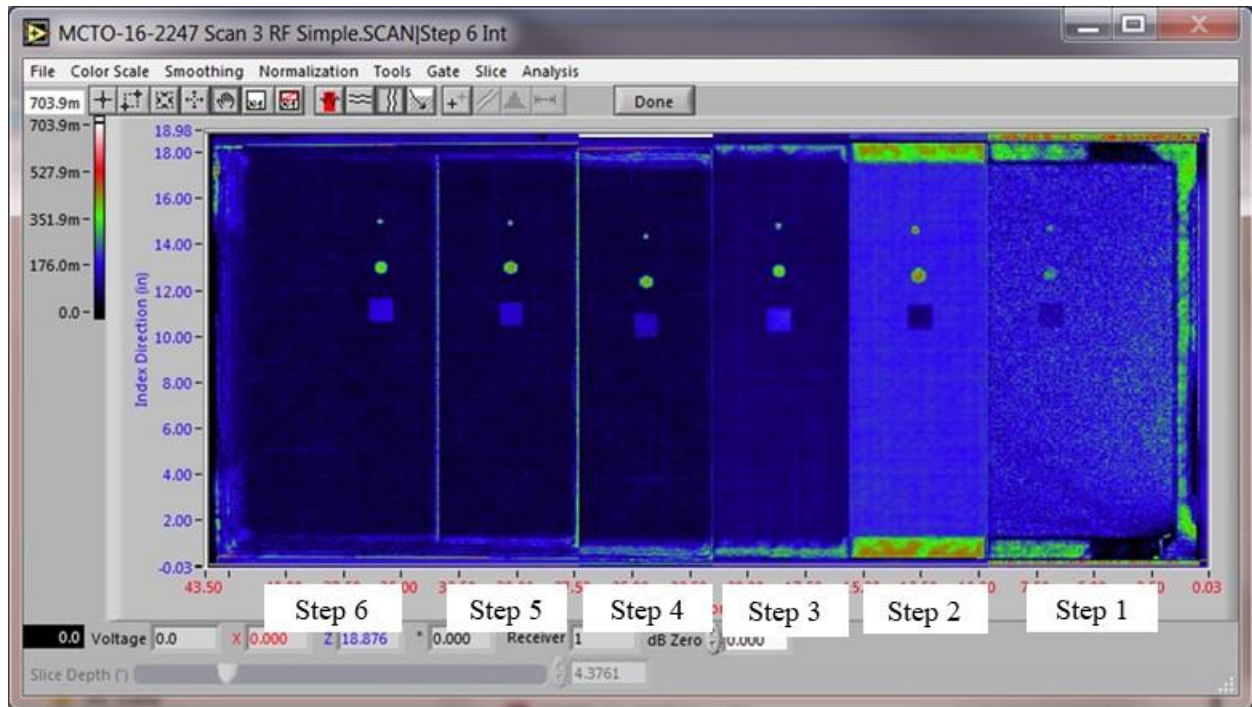 MCTO-16-2247 Scan 3 RF Simple.SCAN|Step 6 Int
File Color Scale Smoothing Normalization Tools Gate Slice Analysis
703.9m
Done
703.9m
527.9m
351.9m
176.0m
0.0
Index Direction (in)
18.98
18.00
16.00
14.00
12.00
10.00
8.00
6.00
4.00
2.00
-0.03
43.50
0.03
Step 6 Step 5 Step 4 Step 3 Step 2 Step 1
0.0 Voltage 0.0 X 0.000 Z 18.876 ° 0.000 Receiver 1 dB Zero 0.000
Slice Depth (") 4.3761